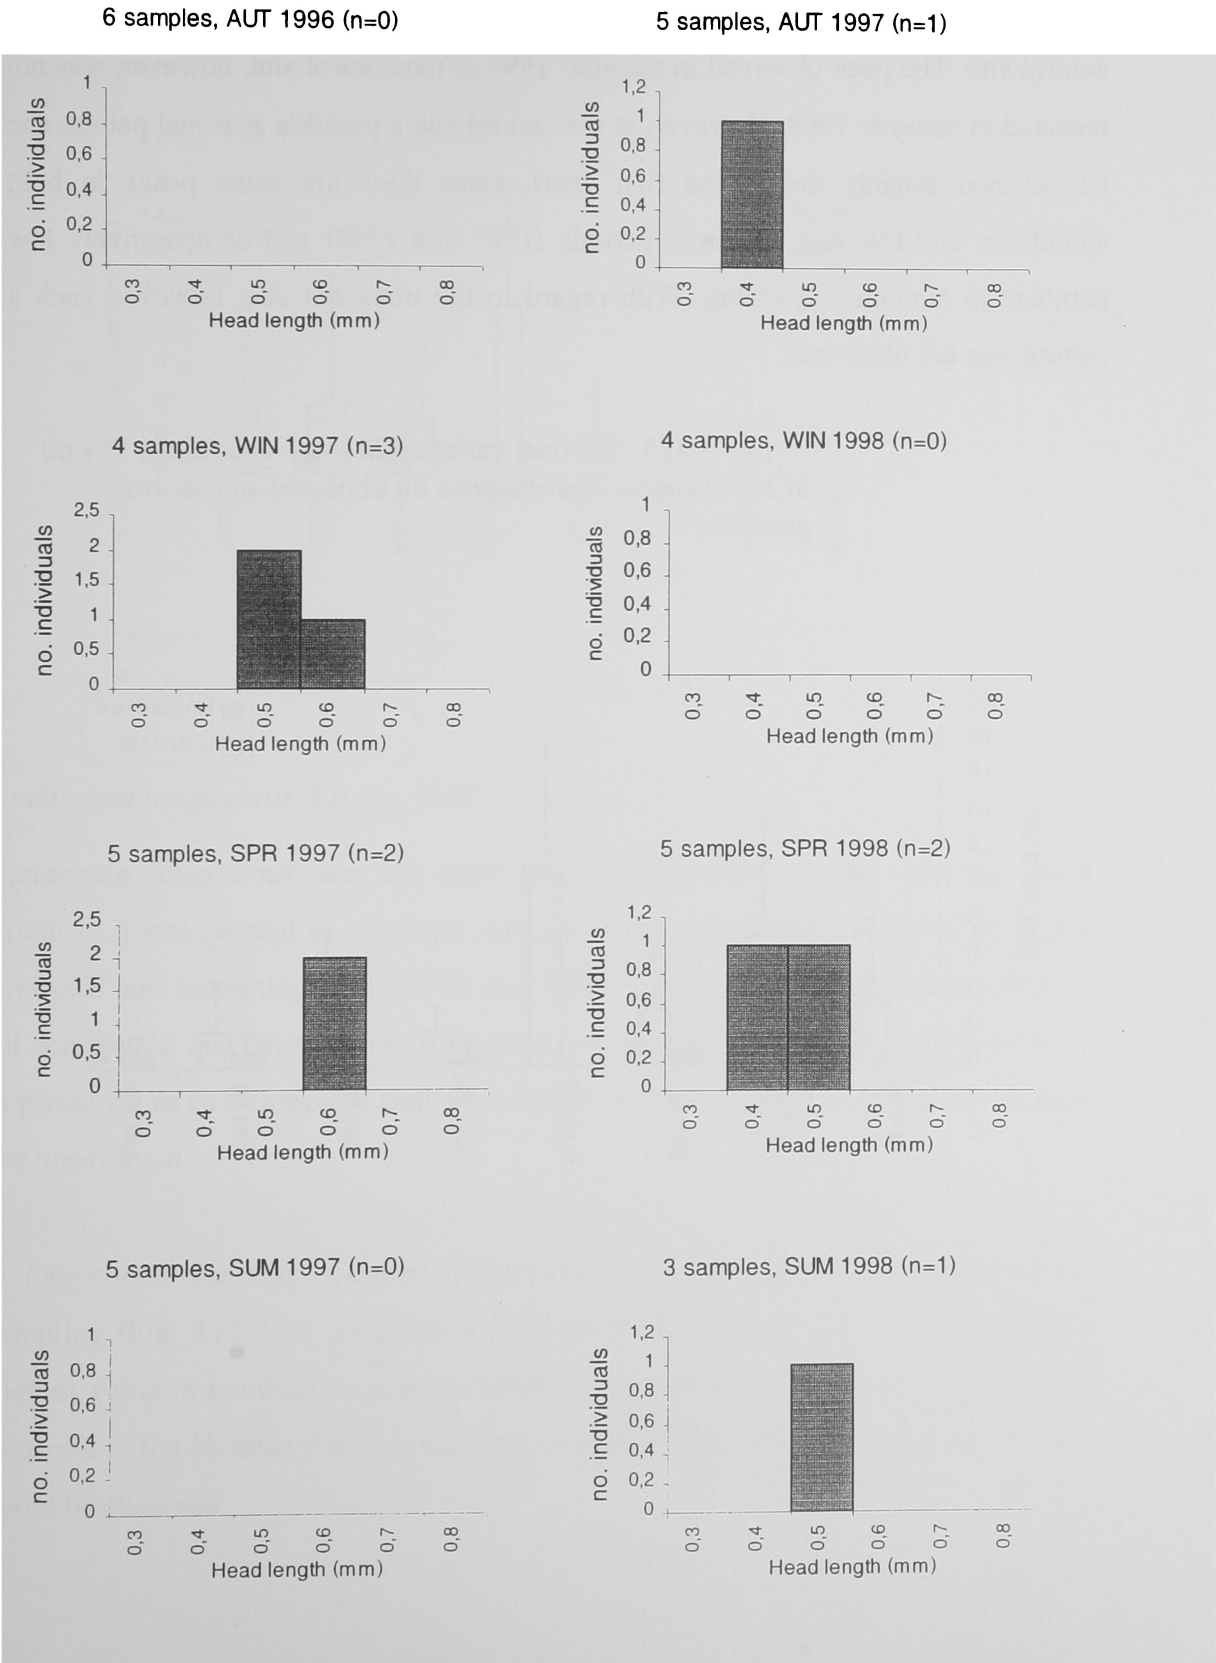 6 samples, AUT 1996 (n=0)
no. individuals
1
0,8
0,6
0,4
0,2
0
0,3 0,4 0,5 0,6 0,7 0,8
Head length (mm)
5 samples, AUT 1997 (n=1)
no. individuals
1,2
1
0,8
0,6
0,4
0,2
0
0,3 0,4 0,5 0,6 0,7 0,8
Head length (mm)
4 samples, WIN 1997 (n=3)
no. individuals
2,5
2
1,5
1
0,5
0
0,3 0,4 0,5 0,6 0,7 0,8
Head length (mm)
4 samples, WIN 1998 (n=0)
no. individuals
1
0,8
0,6
0,4
0,2
0
0,3 0,4 0,5 0,6 0,7 0,8
Head length (mm)
5 samples, SPR 1997 (n=2)
no. individuals
2,5
2
1,5
1
0,5
0
0,3 0,4 0,5 0,6 0,7 0,8
Head length (mm)
5 samples, SPR 1998 (n=2)
no. individuals
1,2
1
0,8
0,6
0,4
0,2
0
0,3 0,4 0,5 0,6 0,7 0,8
Head length (mm)
5 samples, SUM 1997 (n=0)
no. individuals
1
0,8
0,6
0,4
0,2
0
0,3 0,4 0,5 0,6 0,7 0,8
Head length (mm)
3 samples, SUM 1998 (n=1)
no. individuals
1,2
1
0,8
0,6
0,4
0,2
0
0,3 0,4 0,5 0,6 0,7 0,8
Head length (mm)